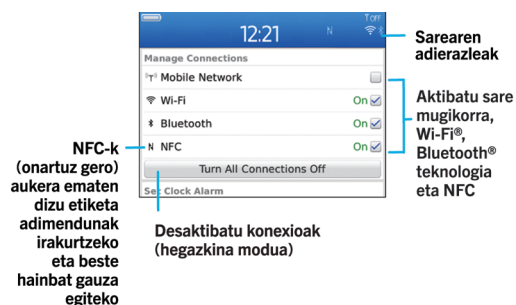 12:21
N
T OFF
Sarearen
adierazleak
Manage Connections
Mobile Network
Wi-Fi On
Bluetooth On
N NFC On
Turn All Connections Off
Set Clock Alarm
Aktibatu sare
mugikorra,
Wi-Fi®,
Bluetooth®
teknologia
eta NFC
NFC-k
(onartuz gero)
aukera ematen
dizu etiketa
adimendunak
irakurtzeko
eta beste
hainbat gauza
egiteko
Desaktibatu konexioak
(hegazkina modua)